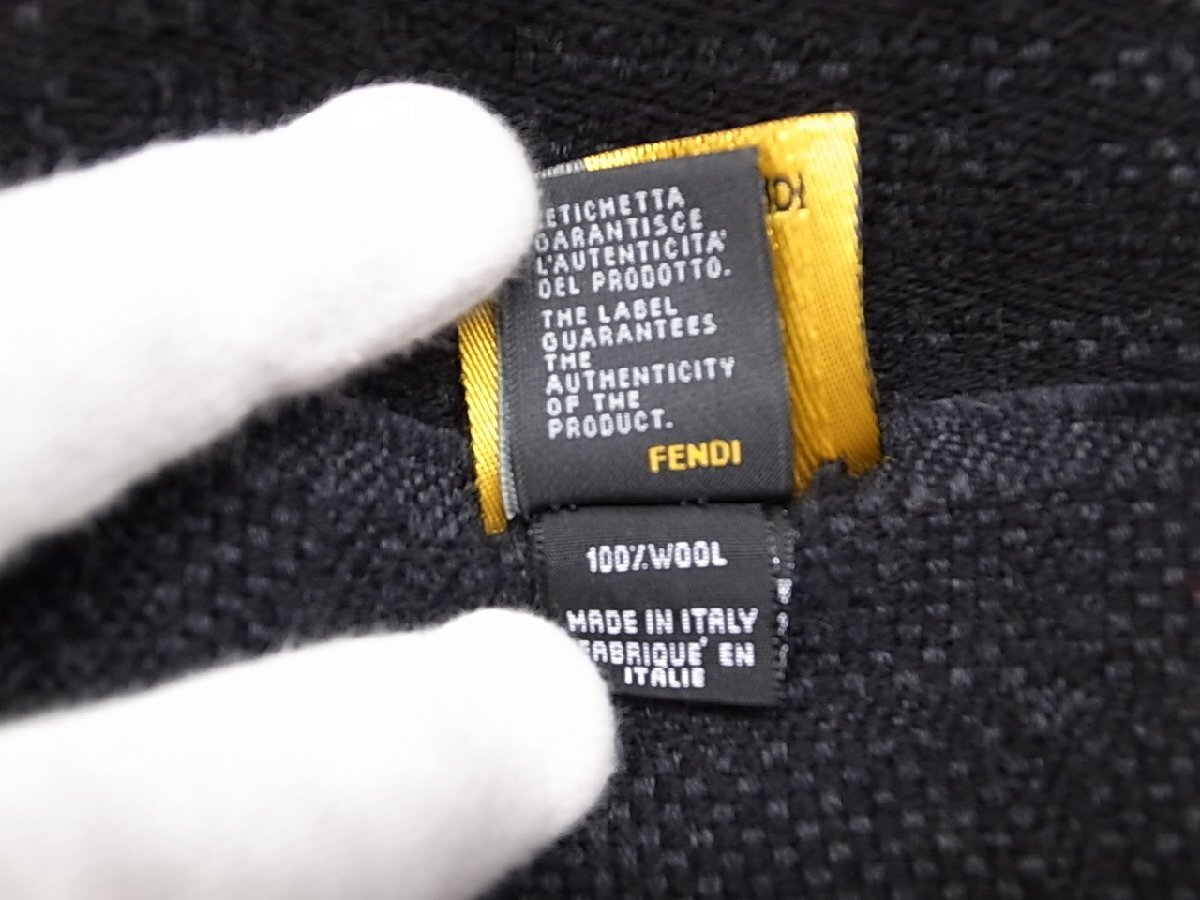 ETICHETTA
GARANTISCE
L'AUTENTICITA'
DEL PRODOTTO.
THE LABEL
GUARANTEES
THE
AUTHENTICITY
OF THE
PRODUCT.
FENDI
100%WOOL
MADE IN ITALY
FABRIQUE' EN
ITALIE